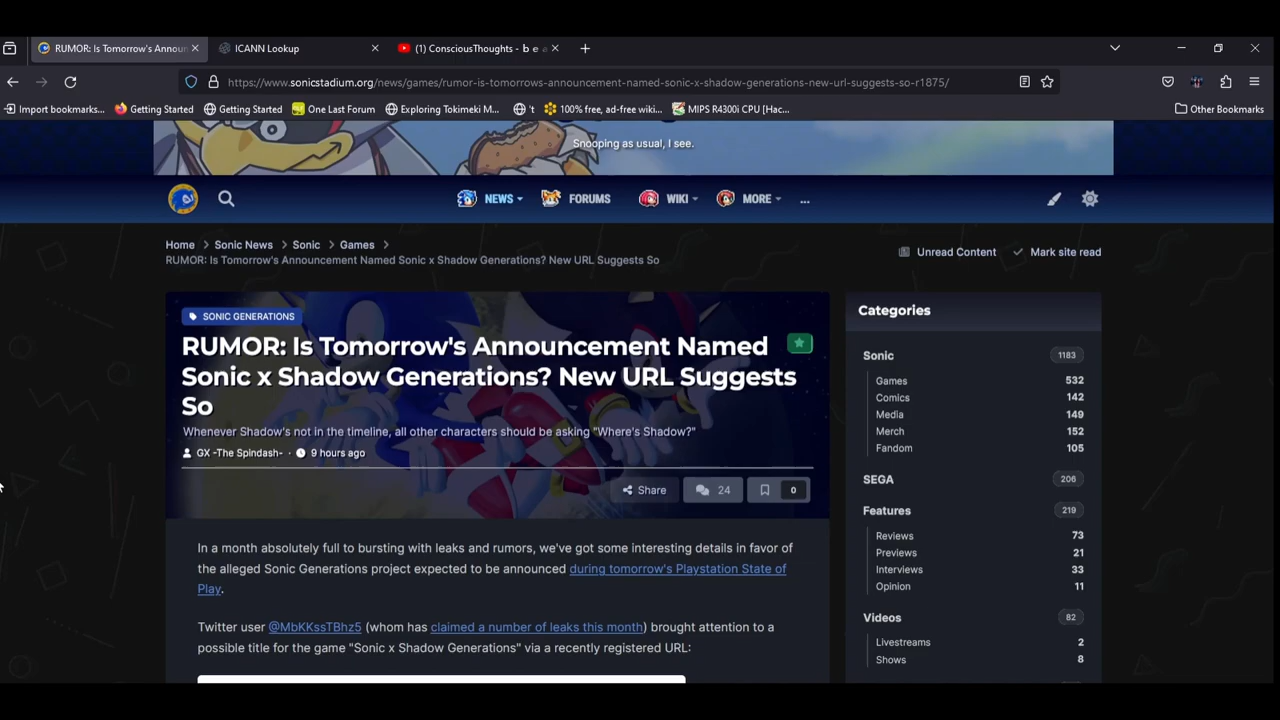 RUMOR: Is Tomorrow's Announ
ICANN Lookup
(1) ConsciousThoughts - b e a
https://www.sonicstadium.org/news/games/rumor-is-tomorrows-announcement-named-sonic-x-shadow-generations-new-url-suggests-so-r1875/
Import bookmarks... Getting Started Getting Started One Last Forum Exploring Tokimeki M... 't 100% free, ad-free wiki... MIPS R4300i CPU [Hac... Other Bookmarks
Snooping as usual, I see.
NEWS FORUMS WIKI MORE ...
Home > Sonic News > Sonic > Games >
RUMOR: Is Tomorrow's Announcement Named Sonic x Shadow Generations? New URL Suggests So
Unread Content Mark site read
SONIC GENERATIONS
RUMOR: Is Tomorrow's Announcement Named
Sonic x Shadow Generations? New URL Suggests
So
Whenever Shadow's not in the timeline, all other characters should be asking "Where's Shadow?"
GX -The Spindash- · 9 hours ago
Share 24 0
In a month absolutely full to bursting with leaks and rumors, we've got some interesting details in favor of
the alleged Sonic Generations project expected to be announced during tomorrow's Playstation State of
Play.
Twitter user @MbKKssTBhz5 (whom has claimed a number of leaks this month) brought attention to a
possible title for the game "Sonic x Shadow Generations" via a recently registered URL:
Categories
Sonic 1183
Games 532
Comics 142
Media 149
Merch 152
Fandom 105
SEGA 206
Features 219
Reviews 73
Previews 21
Interviews 33
Opinion 11
Videos 82
Livestreams 2
Shows 8